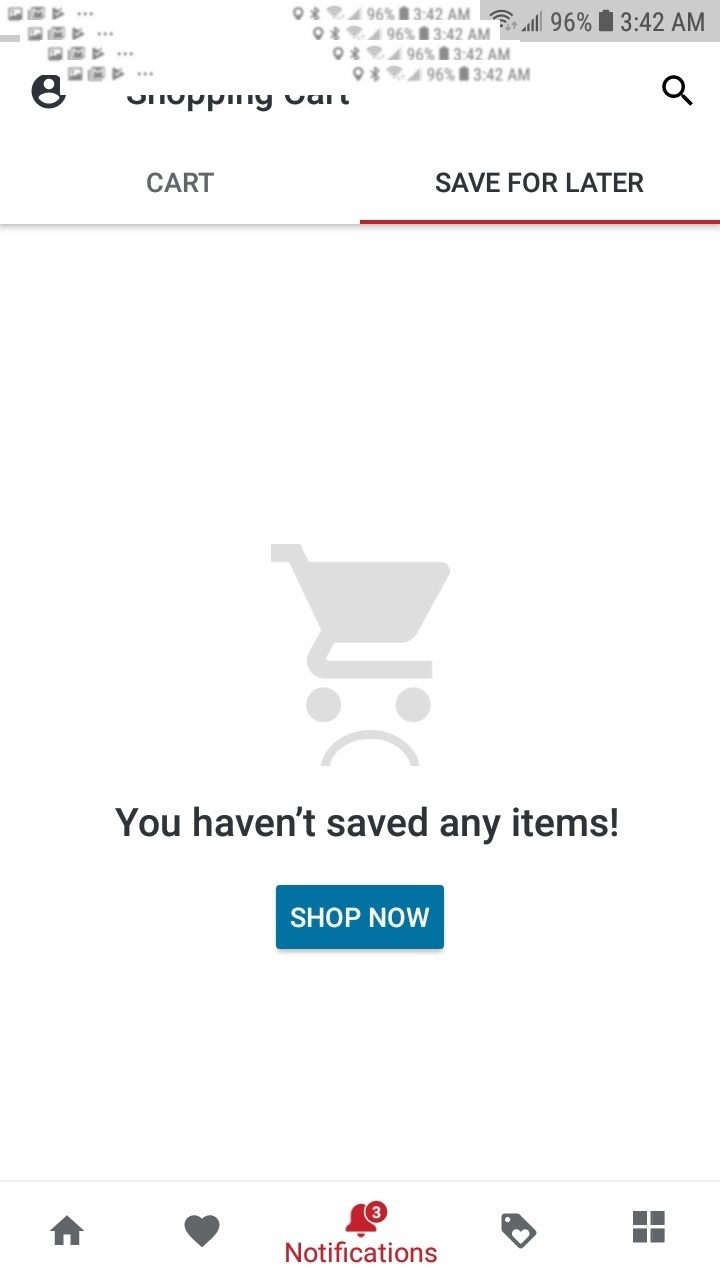 96% 3:42 AM
96% 3:42 AM
96% 3:42 AM
96% 3:42 AM
96% 3:42 AM
Shopping Cart
CART
SAVE FOR LATER
You haven’t saved any items!
SHOP NOW
3
Notifications